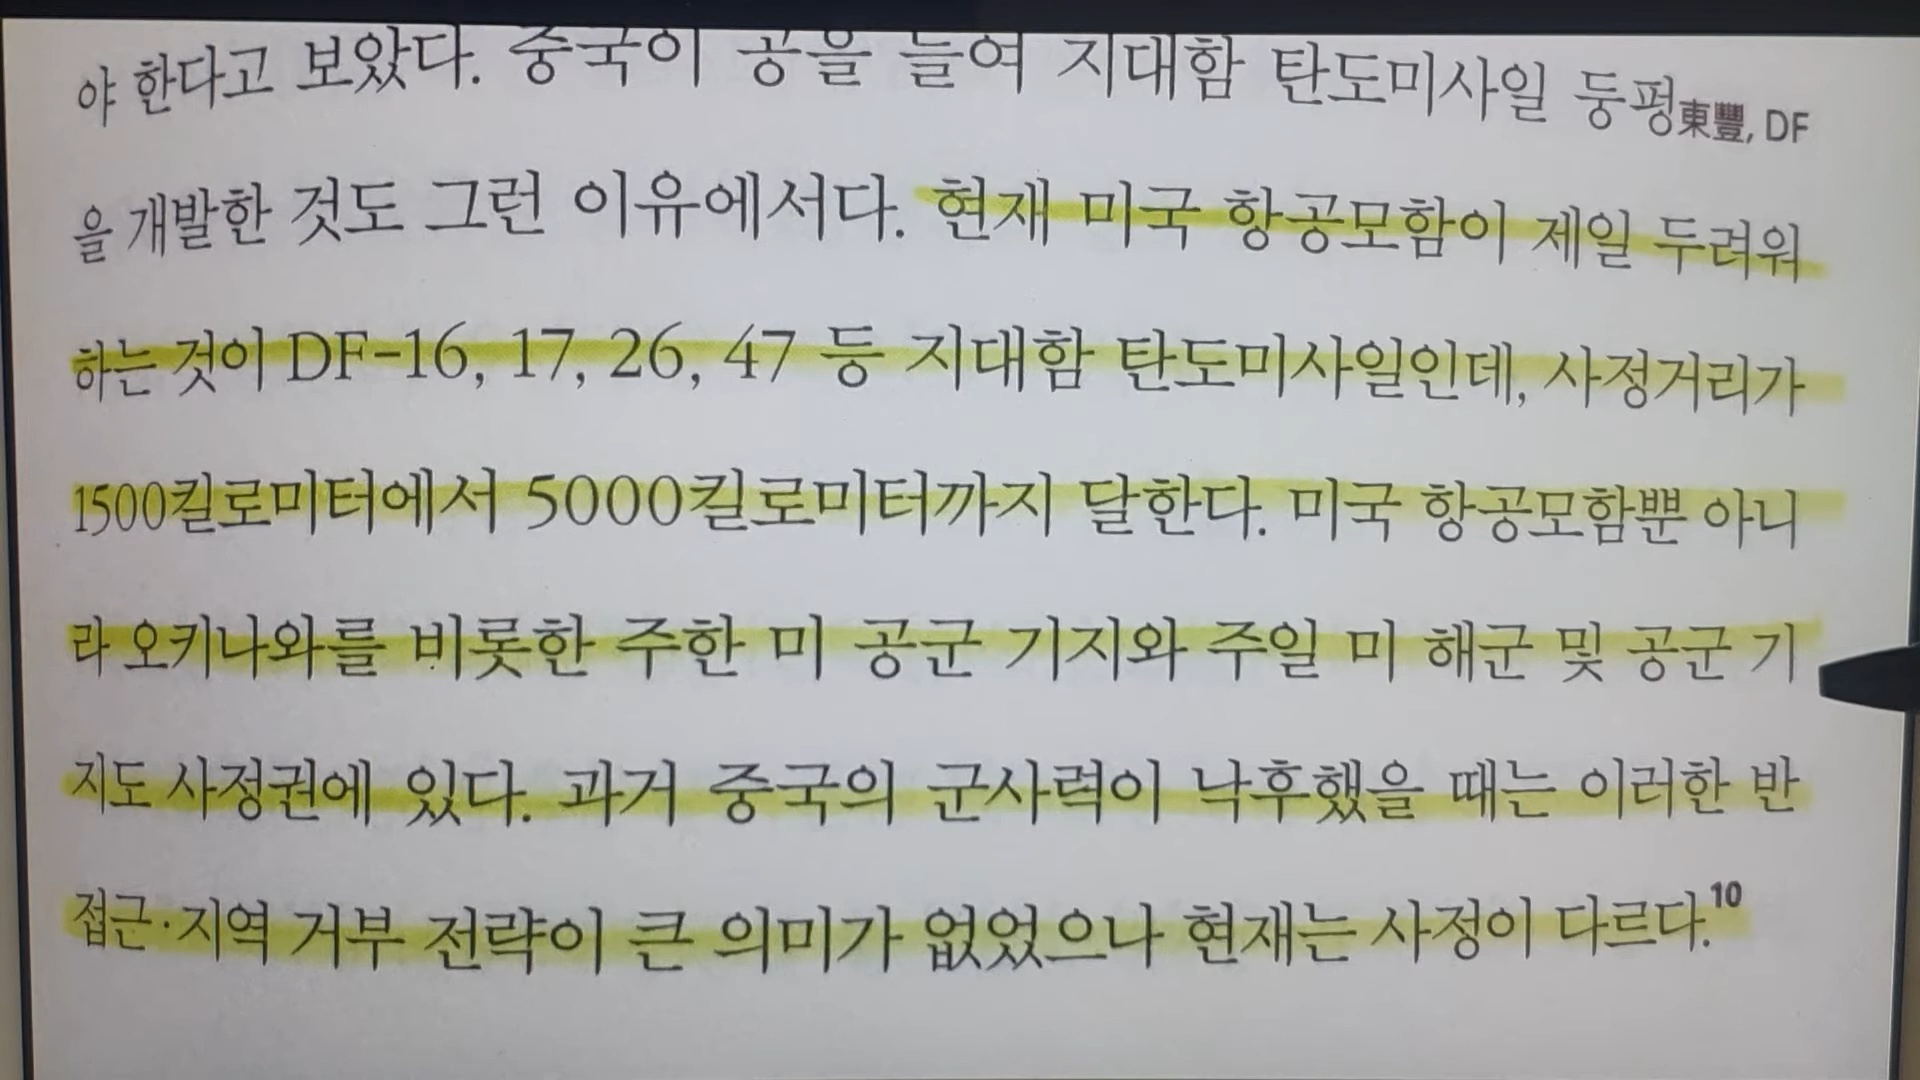 야 한다고 보았다. 중국이 공을 들여 지대함 탄도미사일 둥펑東豐, DF
을 개발한 것도 그런 이유에서다. 현재 미국 항공모함이 제일 두려워
하는 것이 DF-16, 17, 26, 47 등 지대함 탄도미사일인데, 사정거리가
1500킬로미터에서 5000킬로미터까지 달한다. 미국 항공모함뿐 아니
라 오키나와를 비롯한 주한 미 공군 기지와 주일 미 해군 및 공군 기
지도 사정권에 있다. 과거 중국의 군사력이 낙후했을 때는 이러한 반
접근·지역 거부 전략이 큰 의미가 없었으나 현재는 사정이 다르다.10